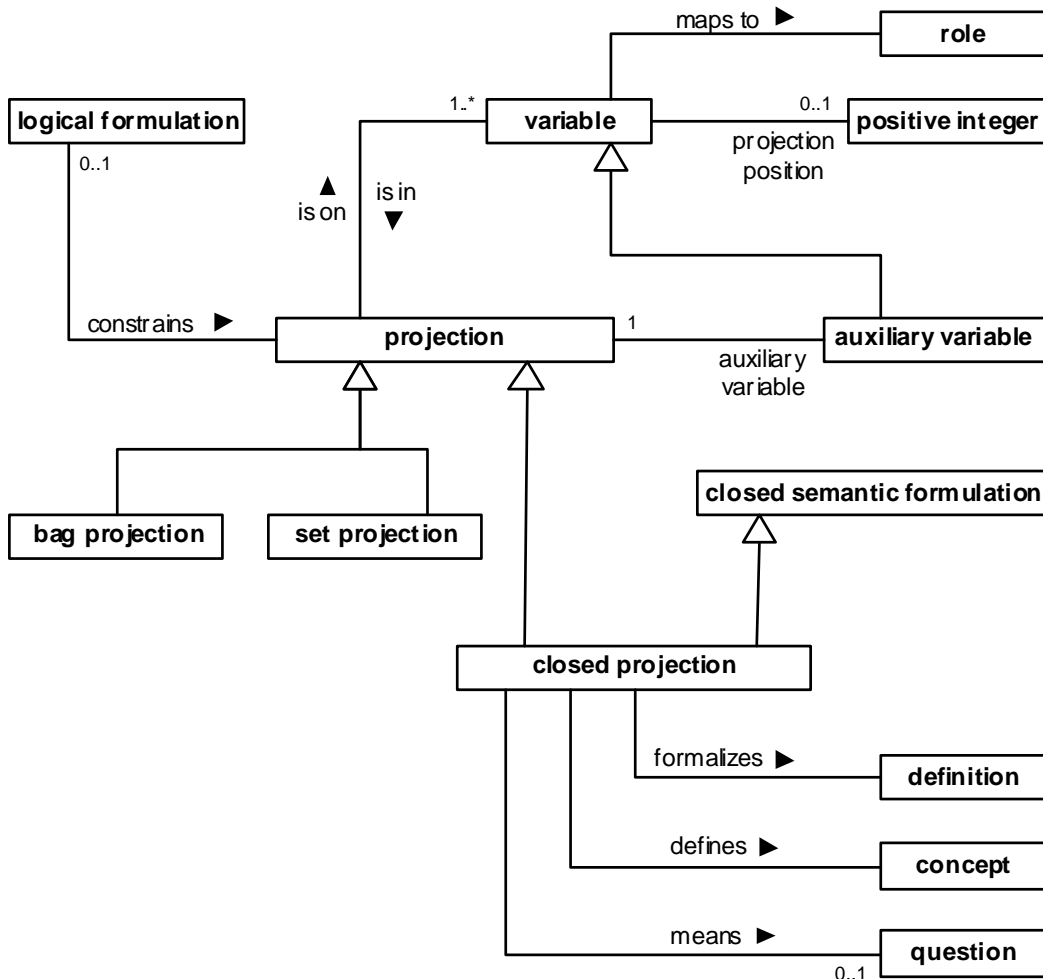 maps to ►
role
logical formulation
0..1
1..*
variable
0..1
positive integer
projection
position
is in
▼
▲
is on
constrains ►
projection
1
auxiliary variable
auxiliary
variable
closed semantic formulation
bag projection
set projection
closed projection
formalizes ►
definition
defines ►
concept
means ►
question
0..1